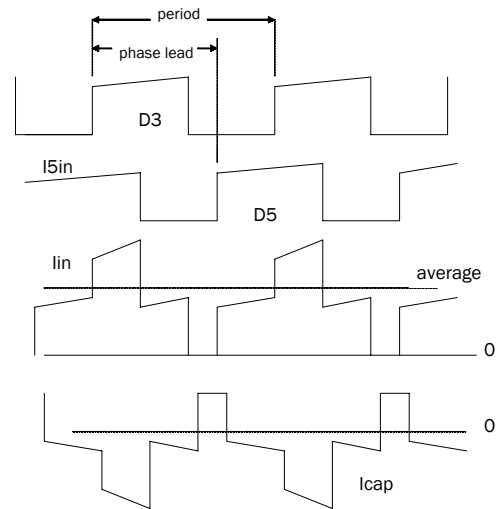 period
phase lead
D3
I5in
D5
Iin
average
0
0
Icap